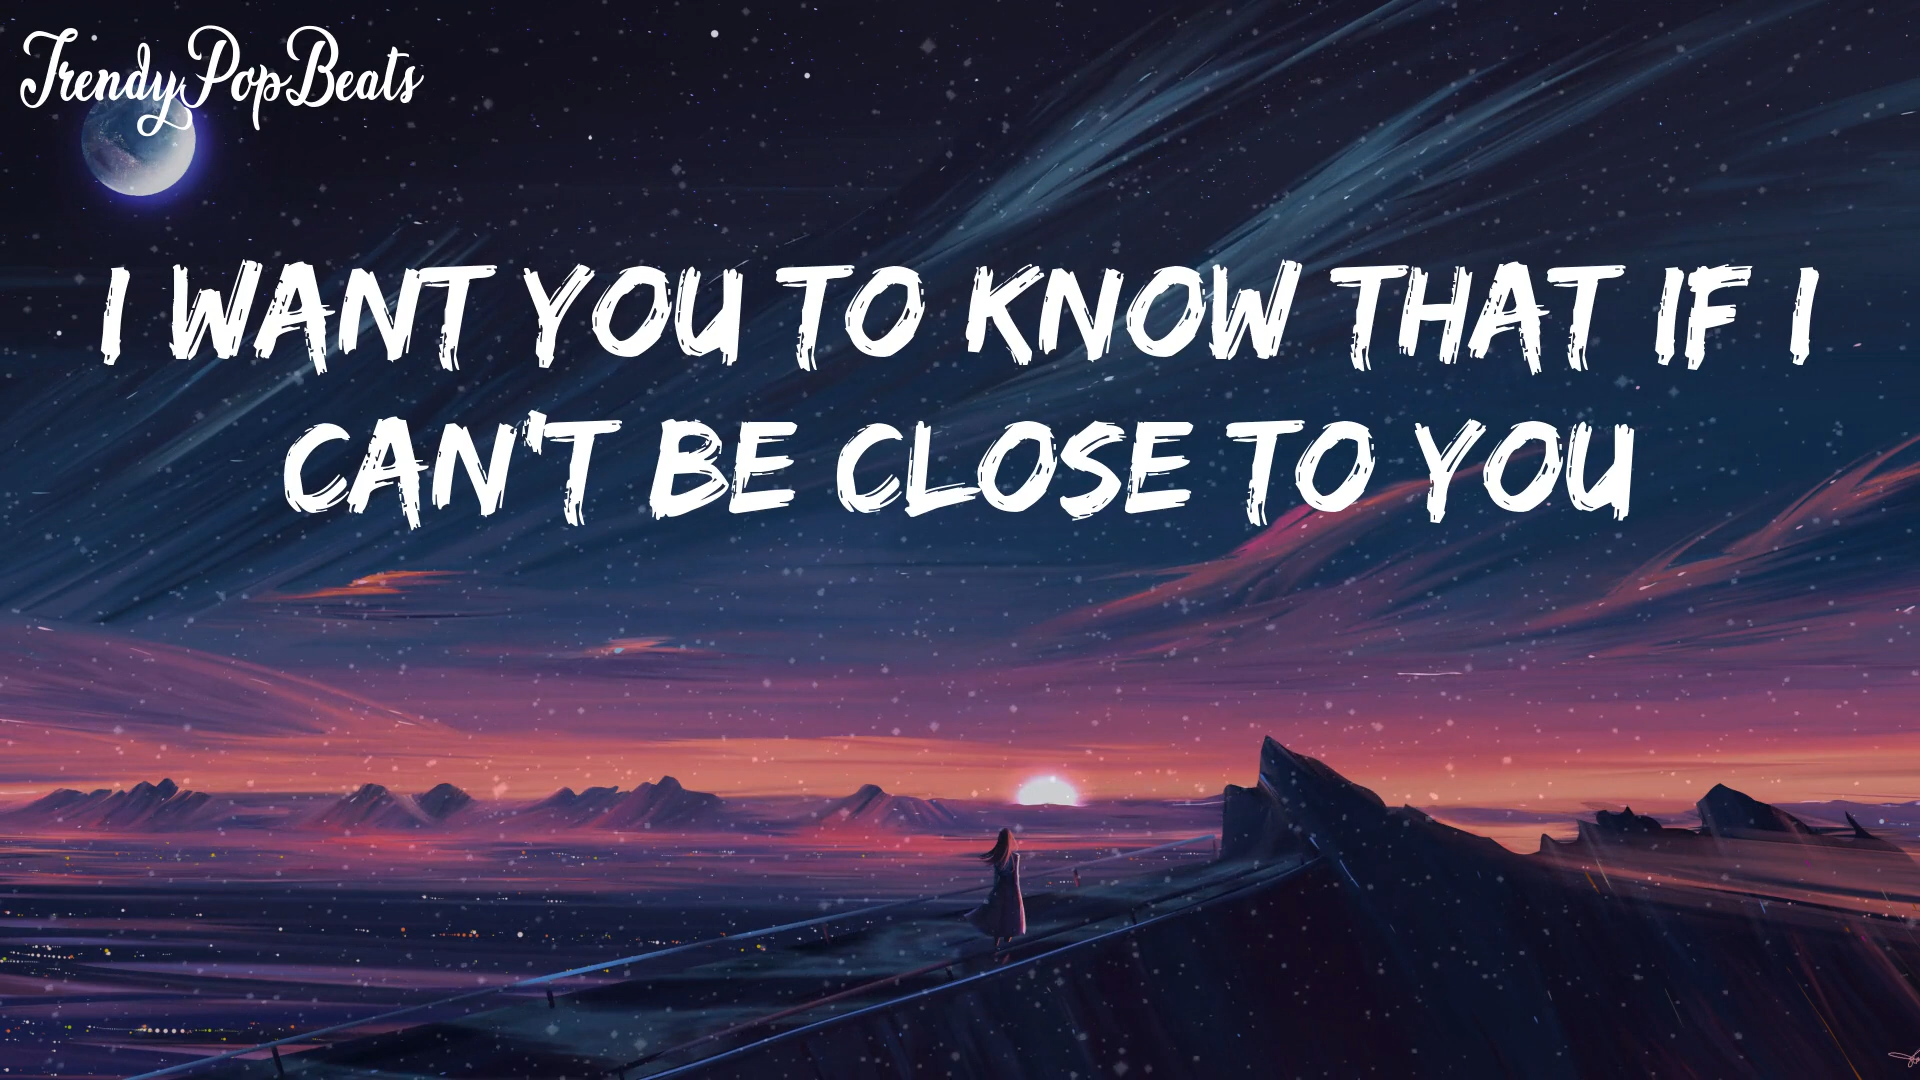 TrendyPopBeats
I WANT YOU TO KNOW THAT IF I
CAN'T BE CLOSE TO YOU